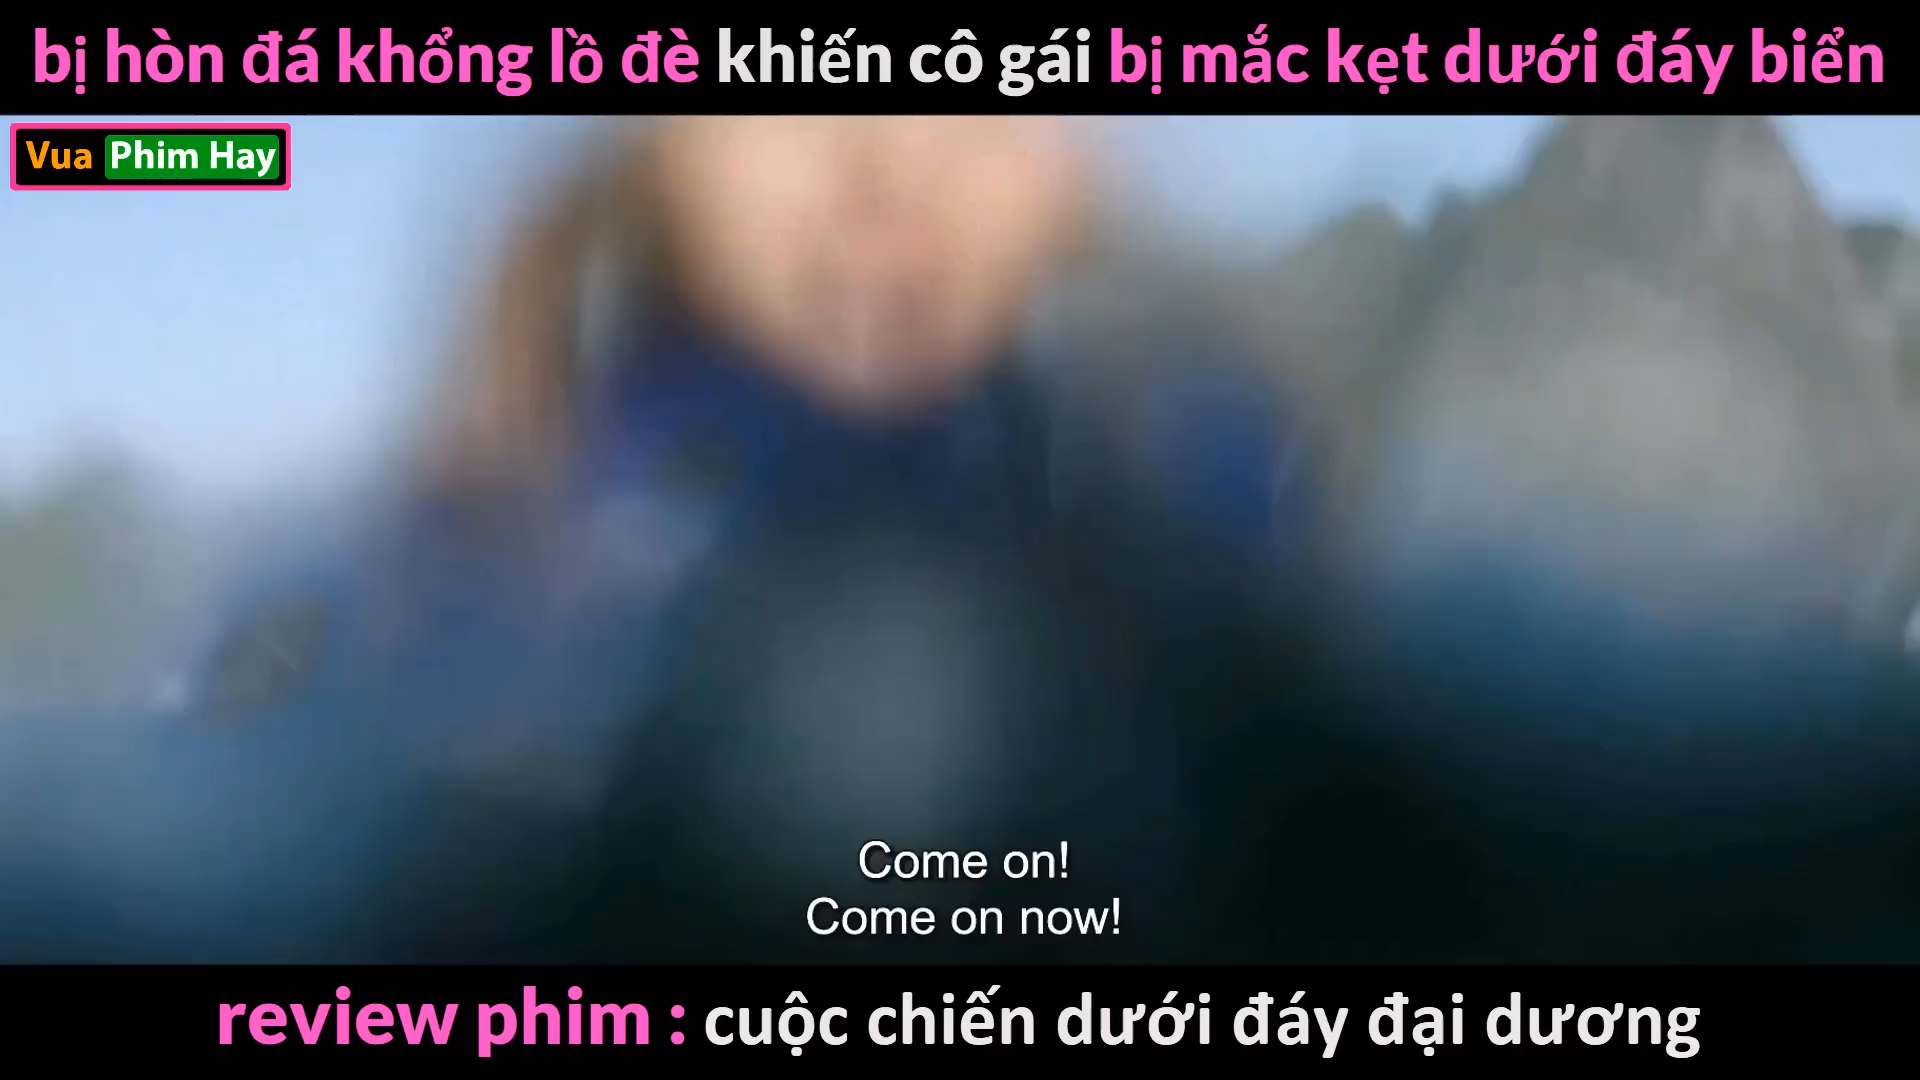 bị hòn đá khổng lồ đè khiến cô gái bị mắc kẹt dưới đáy biển
Vua Phim Hay
Come on!
Come on now!
review phim : cuộc chiến dưới đáy đại dương